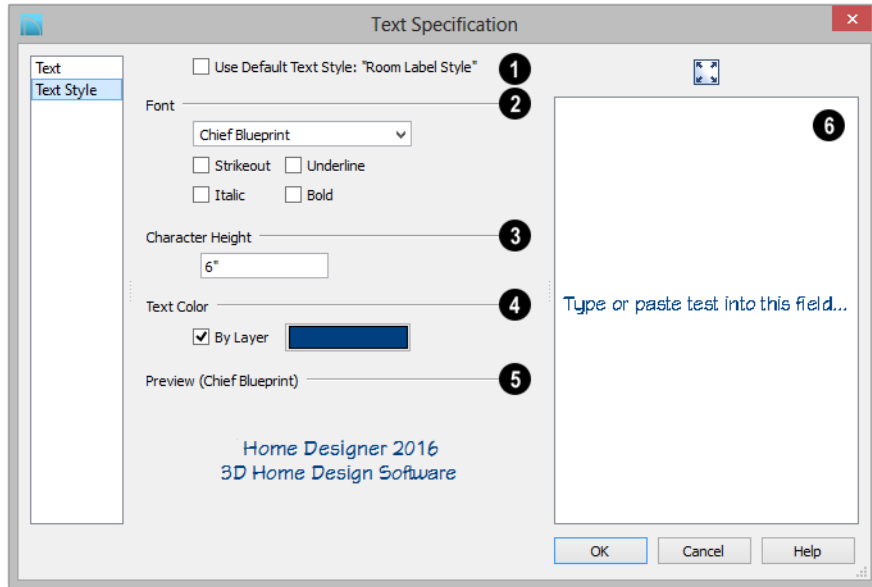 Text Specification
×
Text
Text Style
Use Default Text Style: "Room Label Style"
1
Font
2
Chief Blueprint
Strikeout
Underline
Italic
Bold
Character Height
3
6"
Text Color
4
By Layer
Preview (Chief Blueprint)
5
Home Designer 2016
3D Home Design Software
6
Type or paste test into this field...
OK
Cancel
Help